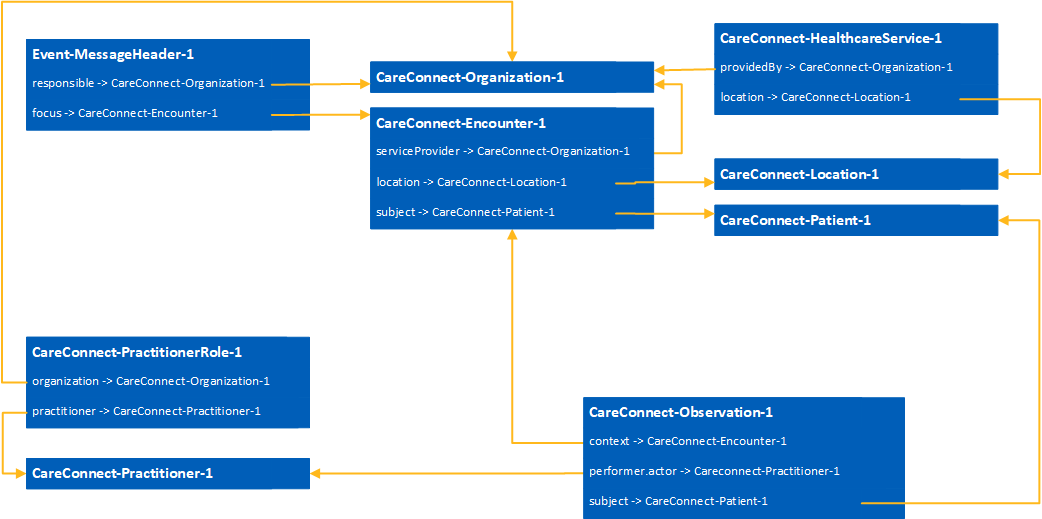 Event-MessageHeader-1
responsible -> CareConnect-Organization-1
focus -> CareConnect-Encounter-1
CareConnect-Organization-1
CareConnect-Encounter-1
serviceProvider -> CareConnect-Organization-1
location -> CareConnect-Location-1
subject -> CareConnect-Patient-1
CareConnect-HealthcareService-1
providedBy -> CareConnect-Organization-1
location -> CareConnect-Location-1
CareConnect-Location-1
CareConnect-Patient-1
CareConnect-PractitionerRole-1
organization -> CareConnect-Organization-1
practitioner -> CareConnect-Practitioner-1
CareConnect-Practitioner-1
CareConnect-Observation-1
context -> CareConnect-Encounter-1
performer.actor -> Careconnect-Practitioner-1
subject -> CareConnect-Patient-1